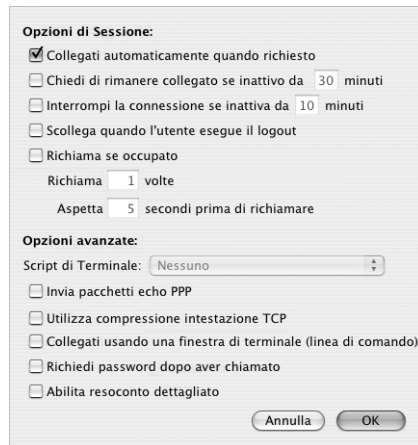 Opzioni di Sessione:
Collegati automaticamente quando richiesto
Chiedi di rimanere collegato se inattivo da 30 minuti
Interrompi la connessione se inattiva da 10 minuti
Scollega quando l'utente esegue il logout
Richiama se occupato
Richiama 1 volte
Aspetta 5 secondi prima di richiamare
Opzioni avanzate:
Script di Terminale: Nessuno
Invia pacchetti echo PPP
Utilizza compressione intestazione TCP
Collegati usando una finestra di terminale (linea di comando)
Richiedi password dopo aver chiamato
Abilita resoconto dettagliato
Annulla OK